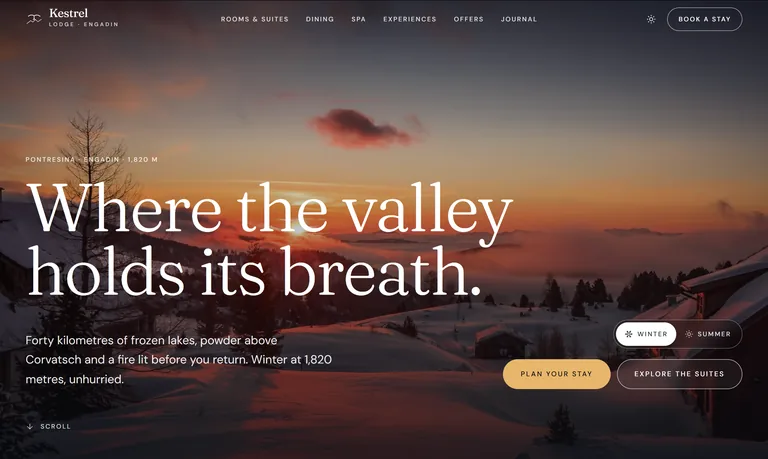 Kestrel
LODGE · ENGADIN
ROOMS & SUITES
DINING
SPA
EXPERIENCES
OFFERS
JOURNAL
BOOK A STAY
PONTRESINA · ENGADIN · 1,820 M
Where the valley
holds its breath.
Forty kilometres of frozen lakes, powder above
Corvatsch and a fire lit before you return. Winter at 1,820
metres, unhurried.
WINTER
SUMMER
PLAN YOUR STAY
EXPLORE THE SUITES
SCROLL